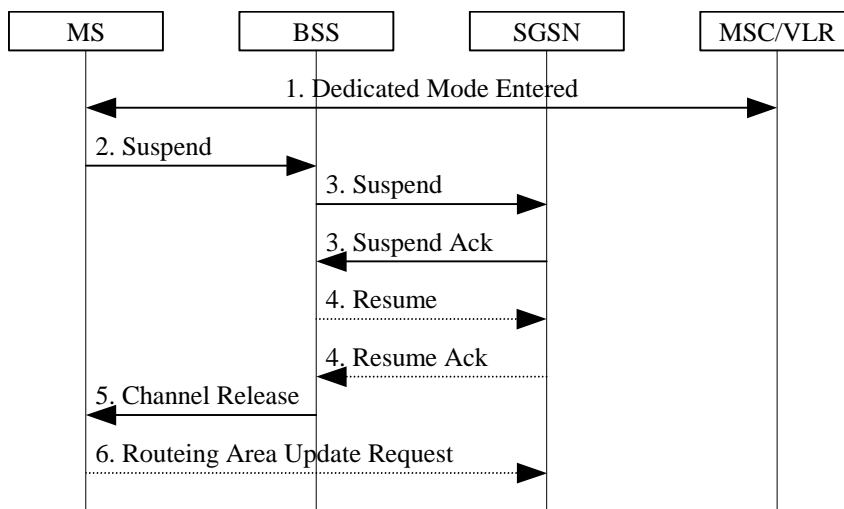 MS
BSS
SGSN
MSC/VLR
1. Dedicated Mode Entered
2. Suspend
3. Suspend
3. Suspend Ack
4. Resume
4. Resume Ack
5. Channel Release
6. Routeing Area Update Request